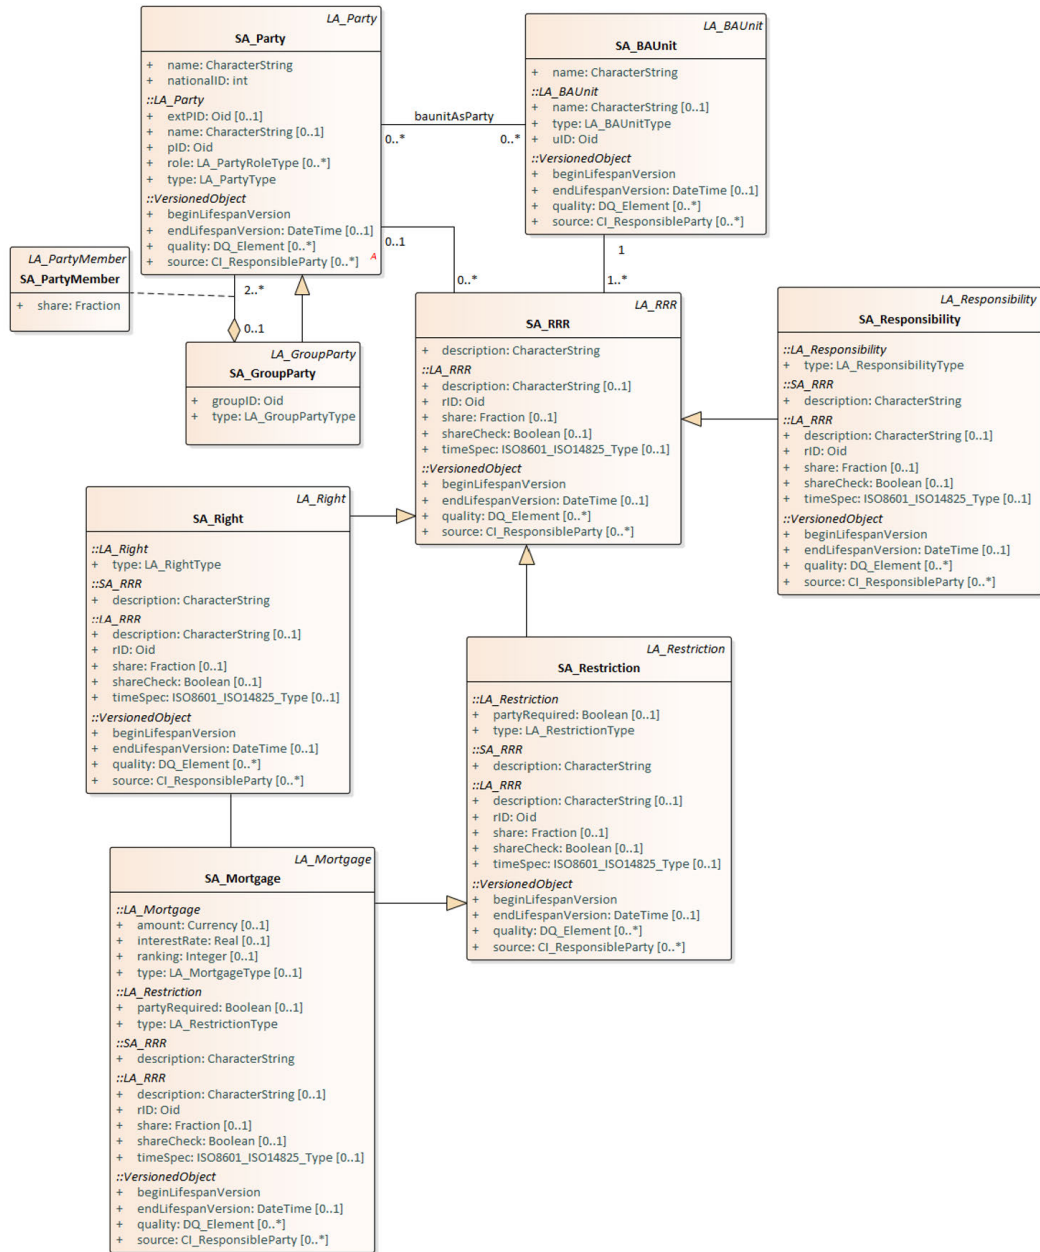 LA_Party
SA_Party
+ name: CharacterString
+ nationalID: int
::LA_Party
+ extPID: Oid [0..1]
+ name: CharacterString [0..1]
+ pID: Oid
+ role: LA_PartyRoleType [0..*]
+ type: LA_PartyType
::VersionedObject
+ beginLifespanVersion
+ endLifespanVersion: DateTime [0..1]
+ quality: DQ_Element [0..*]
+ source: CI_ResponsibleParty [0..*]
A
baunitAsParty
0..*
0..*
LA_BAUnit
SA_BAUnit
+ name: CharacterString
::LA_BAUnit
+ name: CharacterString [0..1]
+ type: LA_BAUnitType
+ uID: Oid
::VersionedObject
+ beginLifespanVersion
+ endLifespanVersion: DateTime [0..1]
+ quality: DQ_Element [0..*]
+ source: CI_ResponsibleParty [0..*]
0..1
0..*
1
1..*
LA_PartyMember
SA_PartyMember
+ share: Fraction
2..*
0..1
LA_GroupParty
SA_GroupParty
+ groupID: Oid
+ type: LA_GroupPartyType
LA_RRR
SA_RRR
+ description: CharacterString
::LA_RRR
+ description: CharacterString [0..1]
+ rID: Oid
+ share: Fraction [0..1]
+ shareCheck: Boolean [0..1]
+ timeSpec: ISO8601_ISO14825_Type [0..1]
::VersionedObject
+ beginLifespanVersion
+ endLifespanVersion: DateTime [0..1]
+ quality: DQ_Element [0..*]
+ source: CI_ResponsibleParty [0..*]
LA_Responsibility
SA_Responsibility
::LA_Responsibility
+ type: LA_ResponsibilityType
::SA_RRR
+ description: CharacterString
::LA_RRR
+ description: CharacterString [0..1]
+ rID: Oid
+ share: Fraction [0..1]
+ shareCheck: Boolean [0..1]
+ timeSpec: ISO8601_ISO14825_Type [0..1]
::VersionedObject
+ beginLifespanVersion
+ endLifespanVersion: DateTime [0..1]
+ quality: DQ_Element [0..*]
+ source: CI_ResponsibleParty [0..*]
LA_Right
SA_Right
::LA_Right
+ type: LA_RightType
::SA_RRR
+ description: CharacterString
::LA_RRR
+ description: CharacterString [0..1]
+ rID: Oid
+ share: Fraction [0..1]
+ shareCheck: Boolean [0..1]
+ timeSpec: ISO8601_ISO14825_Type [0..1]
::VersionedObject
+ beginLifespanVersion
+ endLifespanVersion: DateTime [0..1]
+ quality: DQ_Element [0..*]
+ source: CI_ResponsibleParty [0..*]
LA_Restriction
SA_Restriction
::LA_Restriction
+ partyRequired: Boolean [0..1]
+ type: LA_RestrictionType
::SA_RRR
+ description: CharacterString
::LA_RRR
+ description: CharacterString [0..1]
+ rID: Oid
+ share: Fraction [0..1]
+ shareCheck: Boolean [0..1]
+ timeSpec: ISO8601_ISO14825_Type [0..1]
::VersionedObject
+ beginLifespanVersion
+ endLifespanVersion: DateTime [0..1]
+ quality: DQ_Element [0..*]
+ source: CI_ResponsibleParty [0..*]
LA_Mortgage
SA_Mortgage
::LA_Mortgage
+ amount: Currency [0..1]
+ interestRate: Real [0..1]
+ ranking: Integer [0..1]
+ type: LA_MortgageType [0..1]
::LA_Restriction
+ partyRequired: Boolean [0..1]
+ type: LA_RestrictionType
::SA_RRR
+ description: CharacterString
::LA_RRR
+ description: CharacterString [0..1]
+ rID: Oid
+ share: Fraction [0..1]
+ shareCheck: Boolean [0..1]
+ timeSpec: ISO8601_ISO14825_Type [0..1]
::VersionedObject
+ beginLifespanVersion
+ endLifespanVersion: DateTime [0..1]
+ quality: DQ_Element [0..*]
+ source: CI_ResponsibleParty [0..*]